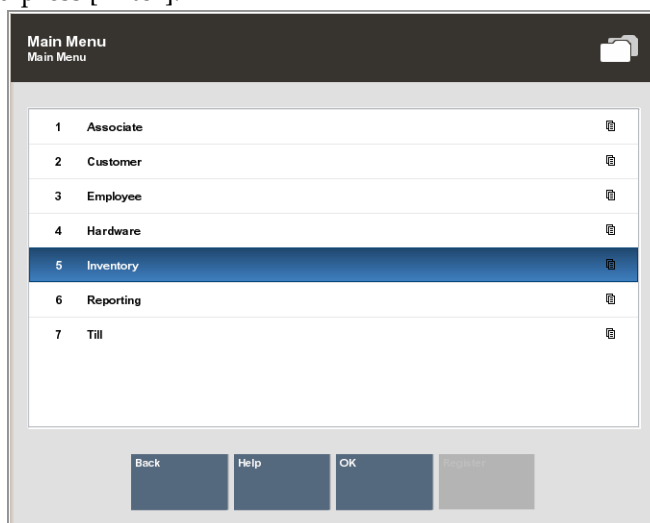 Main Menu
Main Menu
1 Associate
2 Customer
3 Employee
4 Hardware
5 Inventory
6 Reporting
7 Till
Back Help OK Register